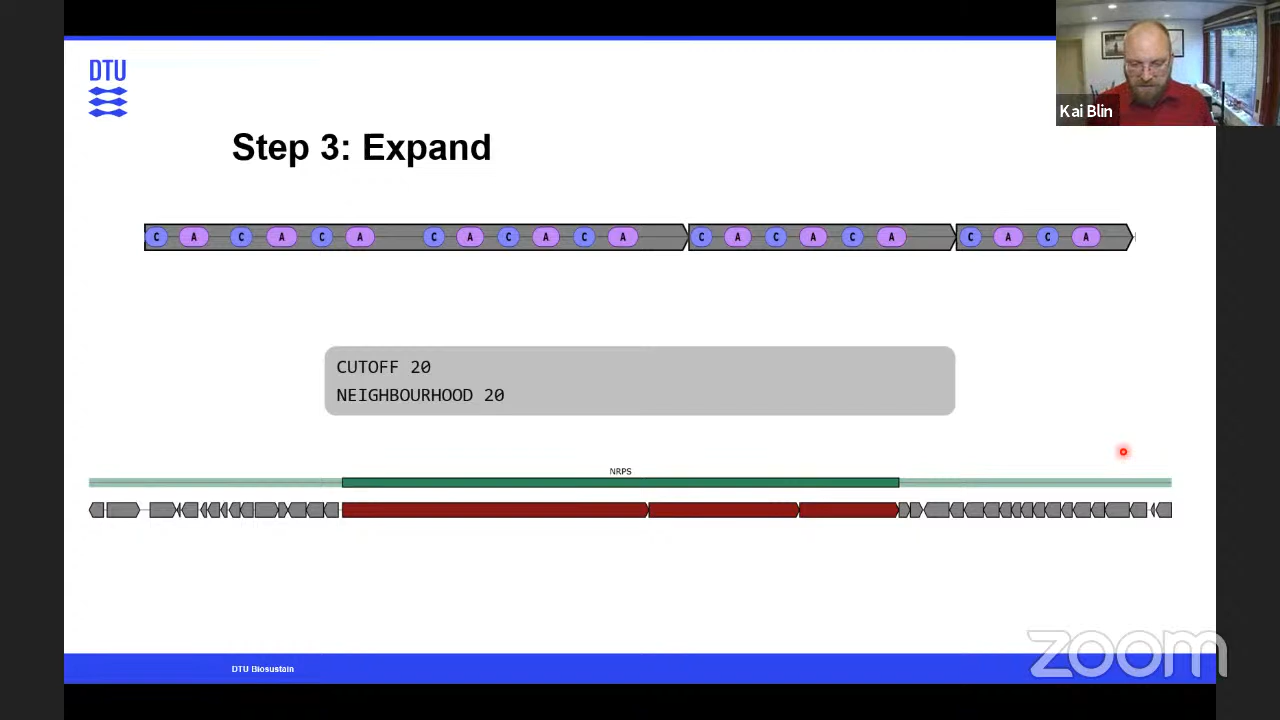 DTU
Kai Blin
Step 3: Expand
C A C A C A C A C A C A C A C A C A C A C A
CUTOFF 20
NEIGHBOURHOOD 20
NRPS
DTU Biosustain
zoom